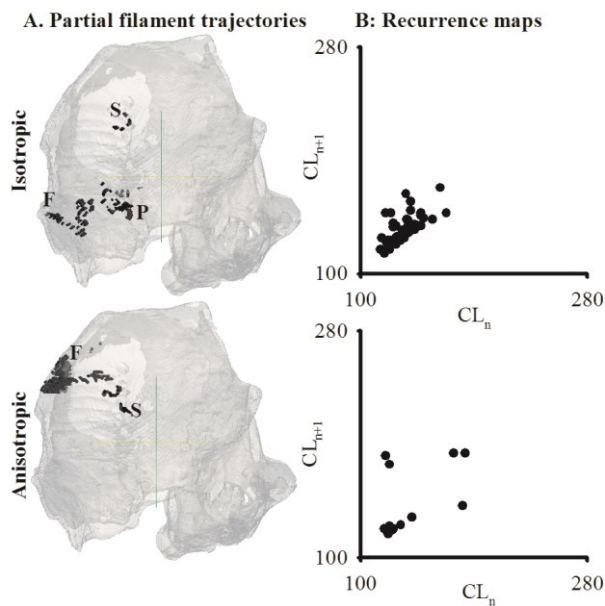 A. Partial filament trajectories
B: Recurrence maps
Isotropic
S
F
P
280
CLn+1
100
100
280
CLn
Anisotropic
F
S
280
CLn+1
100
100
280
CLn